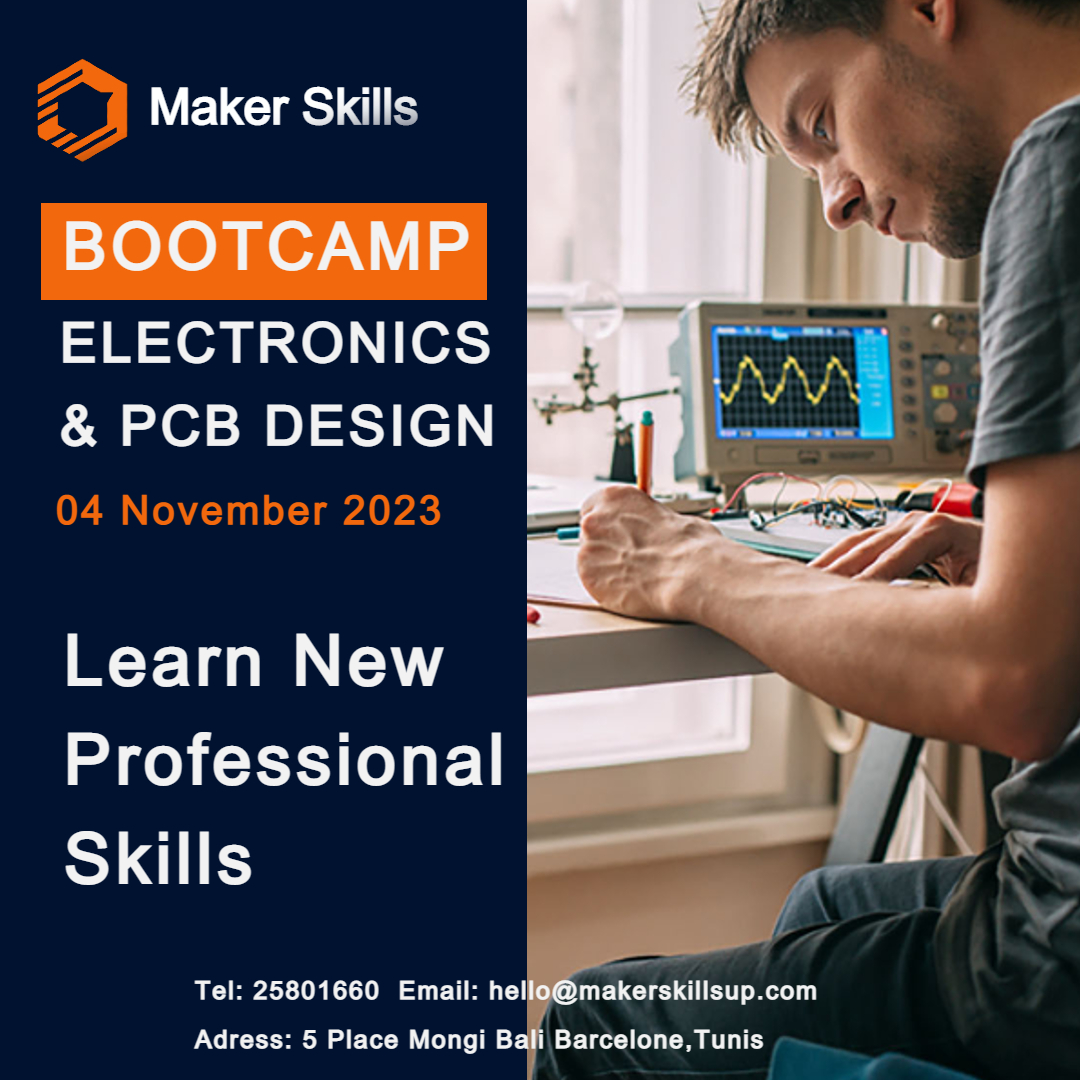 Maker Skills
BOOTCAMP
ELECTRONICS
& PCB DESIGN
04 November 2023
Learn New
Professional
Skills
Tel: 25801660 Email: hello@makerskillsup.com
Adress: 5 Place Mongi Bali Barcelone,Tunis